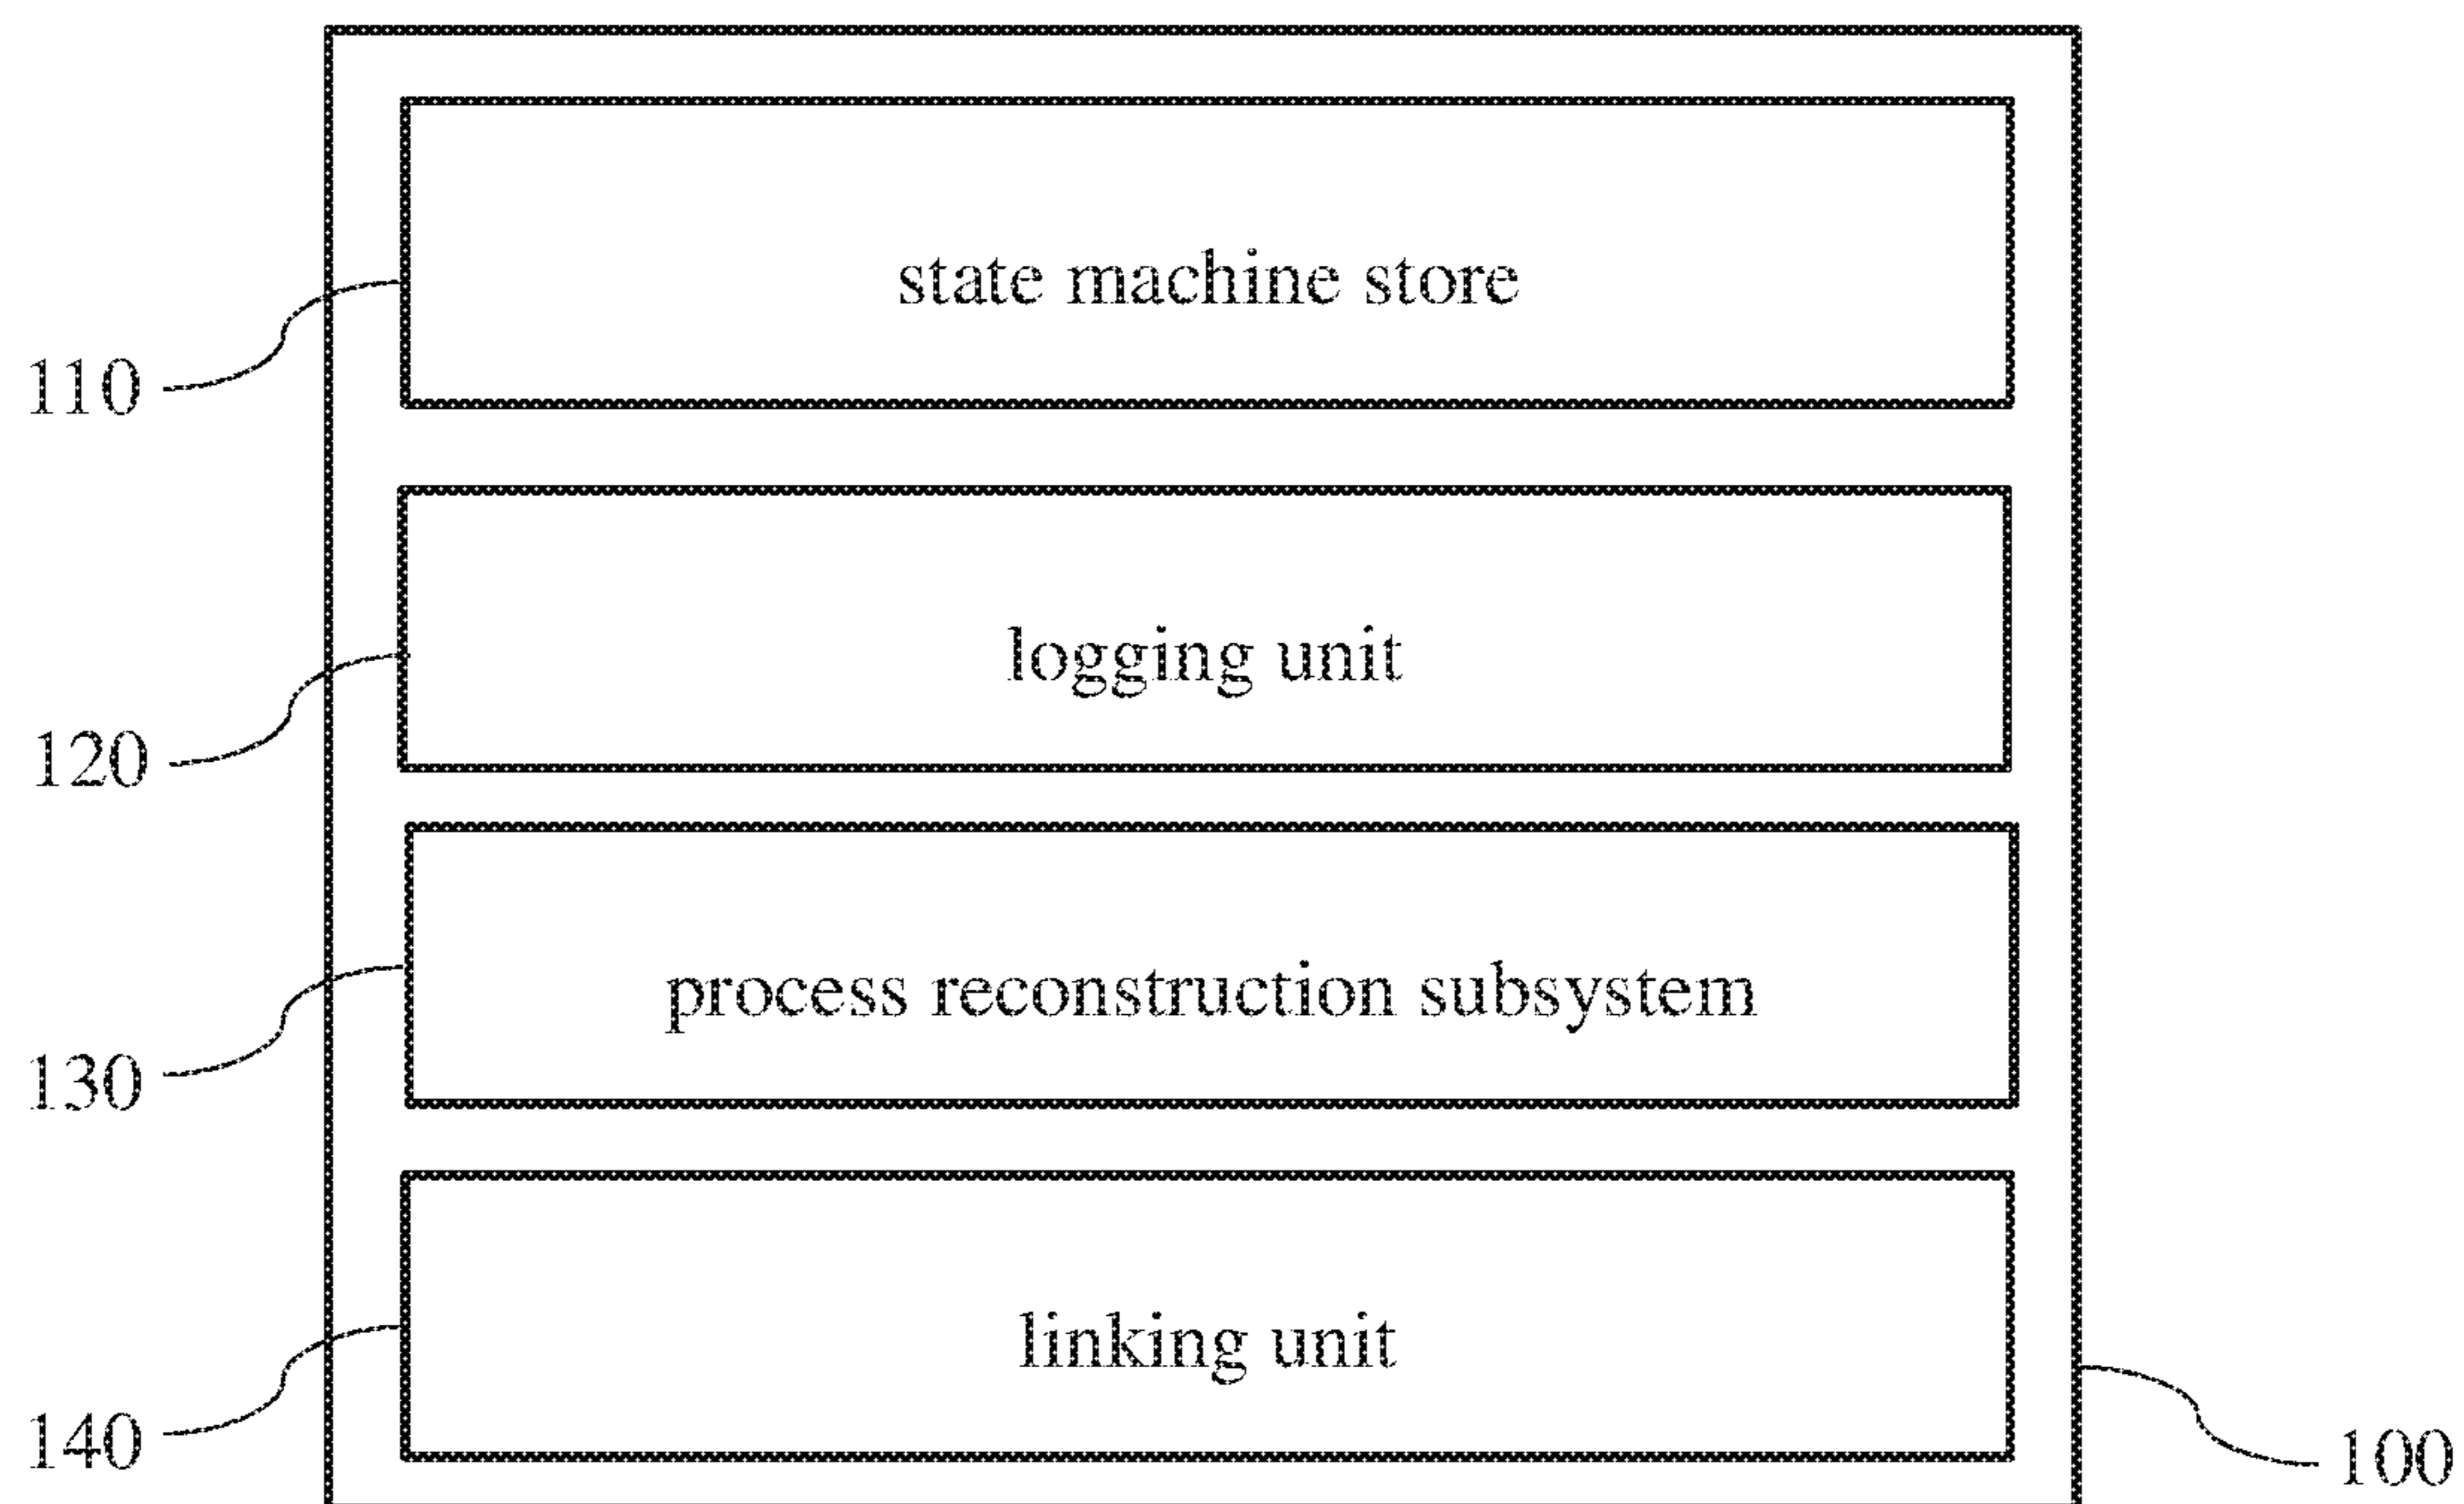 state machine store
110
logging unit
120
process reconstruction subsystem
130
linking unit
140
100